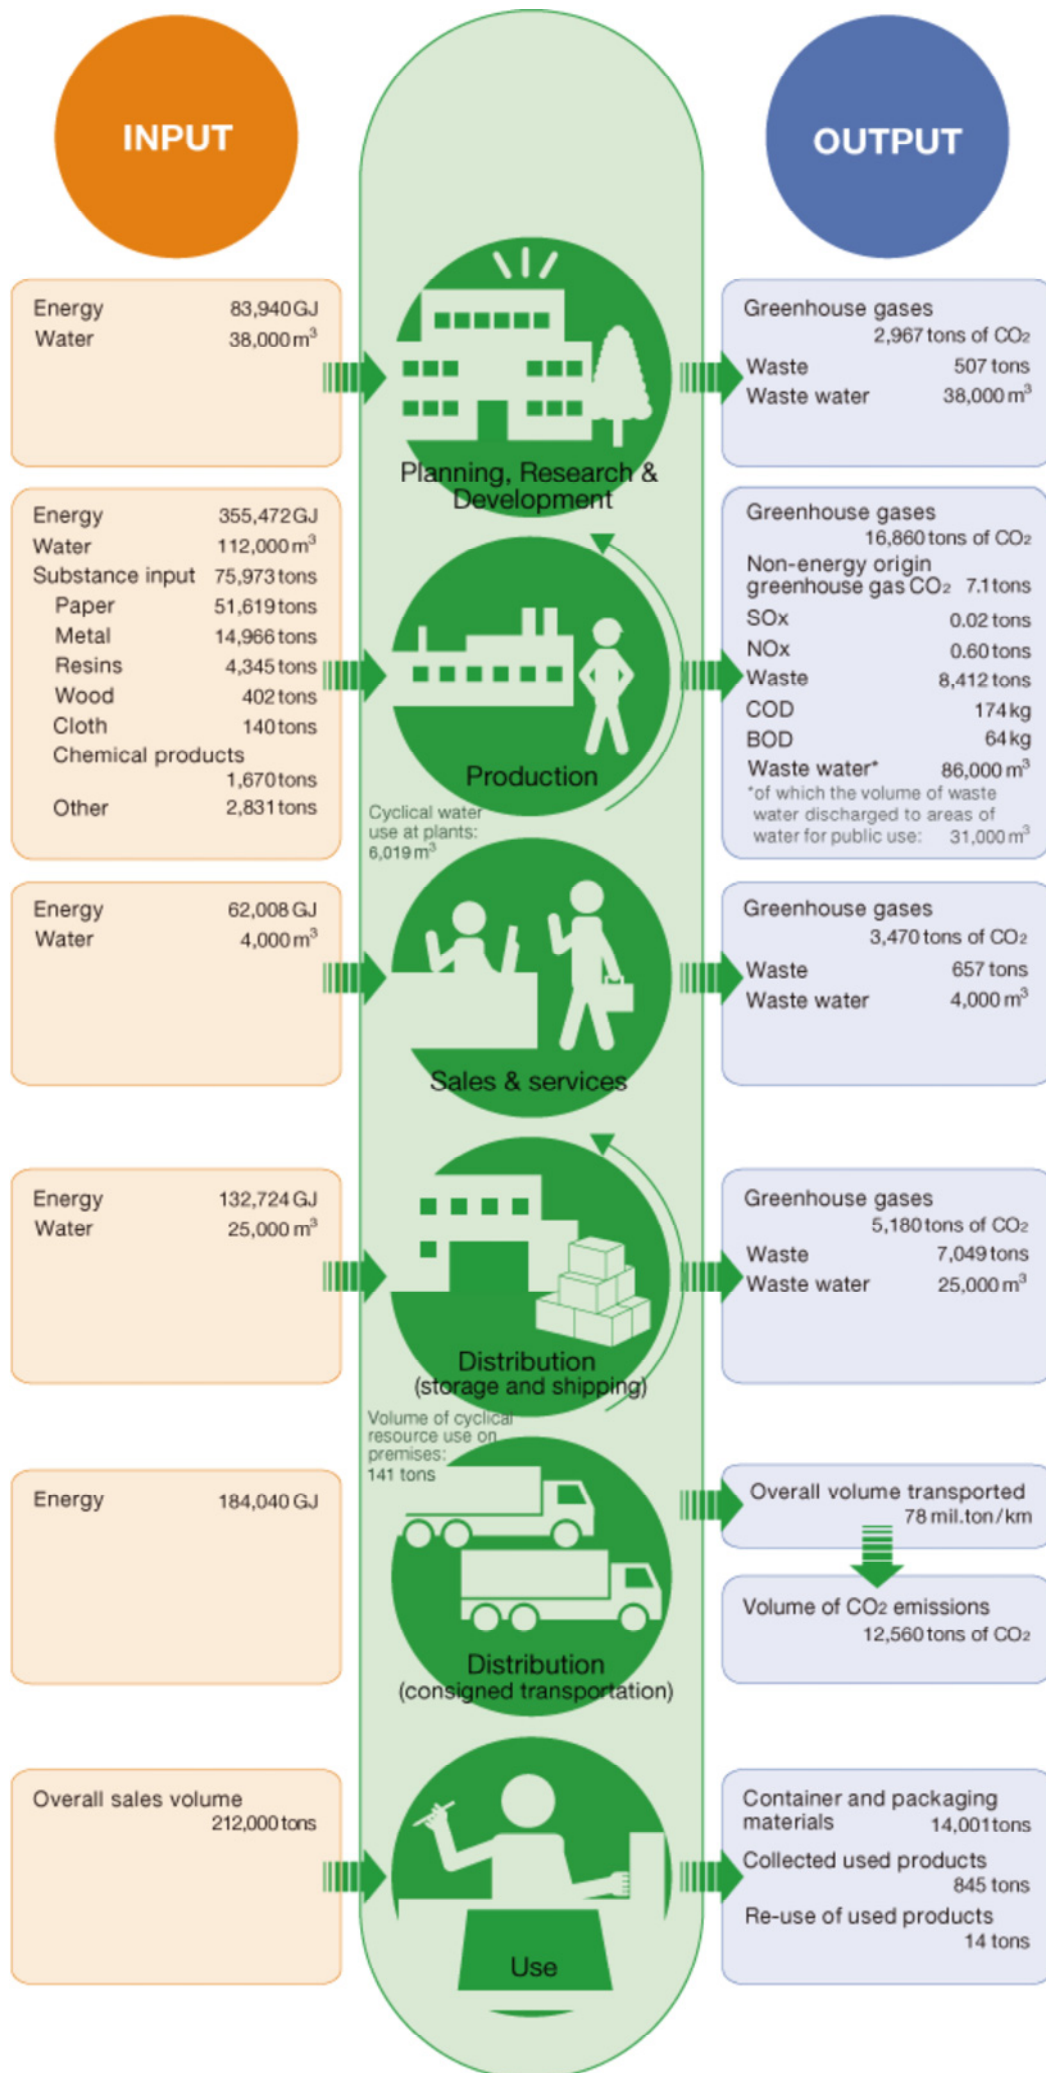 INPUT
OUTPUT
Energy 83,940 GJ
Water 38,000 m³
Planning, Research &
Development
Greenhouse gases
2,967 tons of CO₂
Waste 507 tons
Waste water 38,000 m³
Energy 355,472 GJ
Water 112,000 m³
Substance input 75,973 tons
Paper 51,619 tons
Metal 14,966 tons
Resins 4,345 tons
Wood 402 tons
Cloth 140 tons
Chemical products
1,670 tons
Other 2,831 tons
Production
Cyclical water
use at plants:
6,019 m³
Greenhouse gases
16,860 tons of CO₂
Non-energy origin
greenhouse gas CO₂ 7.1 tons
SOx 0.02 tons
NOx 0.60 tons
Waste 8,412 tons
COD 174 kg
BOD 64 kg
Waste water* 86,000 m³
*of which the volume of waste
water discharged to areas of
water for public use: 31,000 m³
Energy 62,008 GJ
Water 4,000 m³
Sales & services
Greenhouse gases
3,470 tons of CO₂
Waste 657 tons
Waste water 4,000 m³
Energy 132,724 GJ
Water 25,000 m³
Distribution
(storage and shipping)
Volume of cyclical
resource use on
premises:
141 tons
Greenhouse gases
5,180 tons of CO₂
Waste 7,049 tons
Waste water 25,000 m³
Energy 184,040 GJ
Distribution
(consigned transportation)
Overall volume transported
78 mil.ton/km
Volume of CO₂ emissions
12,560 tons of CO₂
Overall sales volume
212,000 tons
Use
Container and packaging
materials 14,001 tons
Collected used products
845 tons
Re-use of used products
14 tons